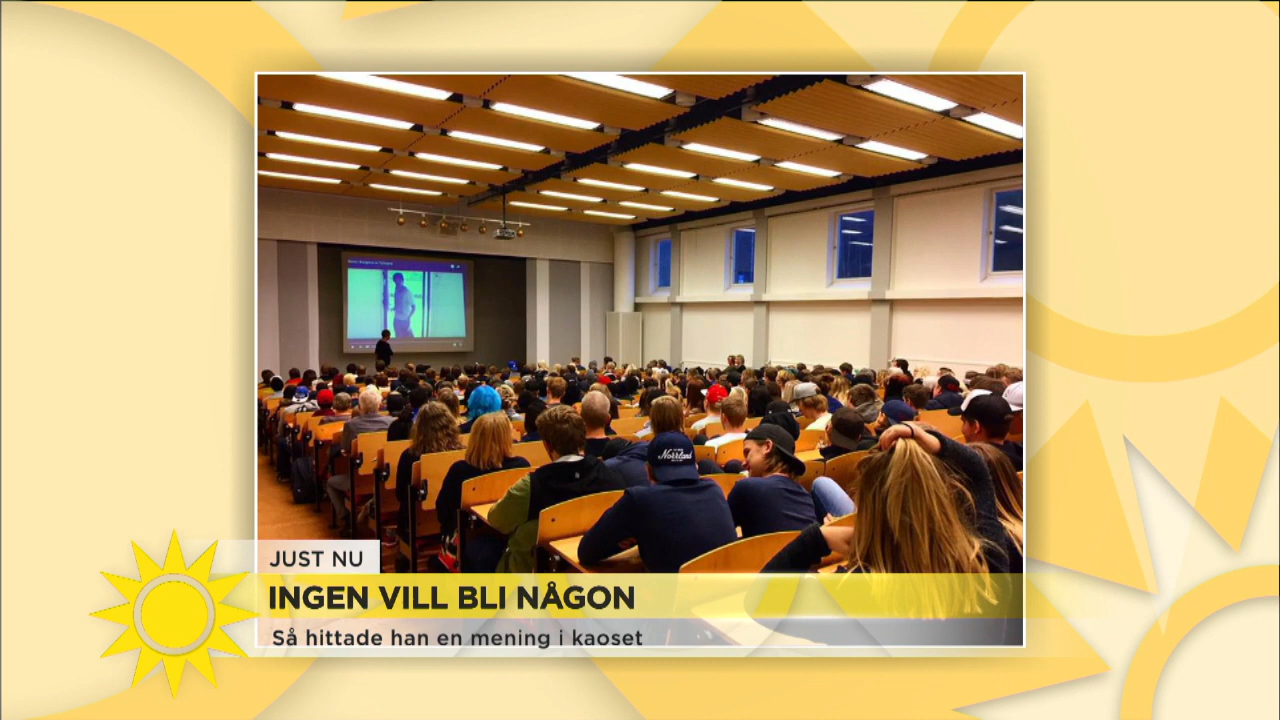 JUST NU
INGEN VILL BLI NÅGON
Så hittade han en mening i kaoset
Norrland